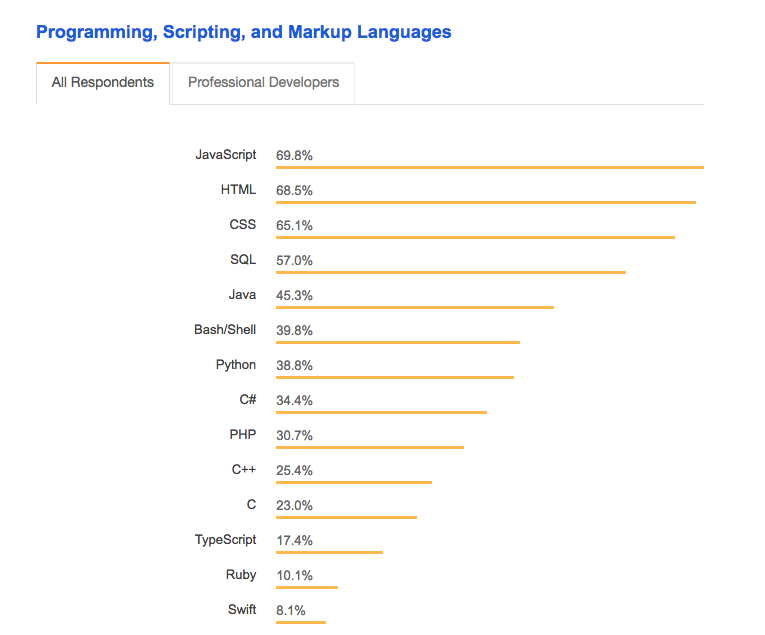 Programming, Scripting, and Markup Languages
All Respondents Professional Developers
JavaScript 69.8%
HTML 68.5%
CSS 65.1%
SQL 57.0%
Java 45.3%
Bash/Shell 39.8%
Python 38.8%
C# 34.4%
PHP 30.7%
C++ 25.4%
C 23.0%
TypeScript 17.4%
Ruby 10.1%
Swift 8.1%